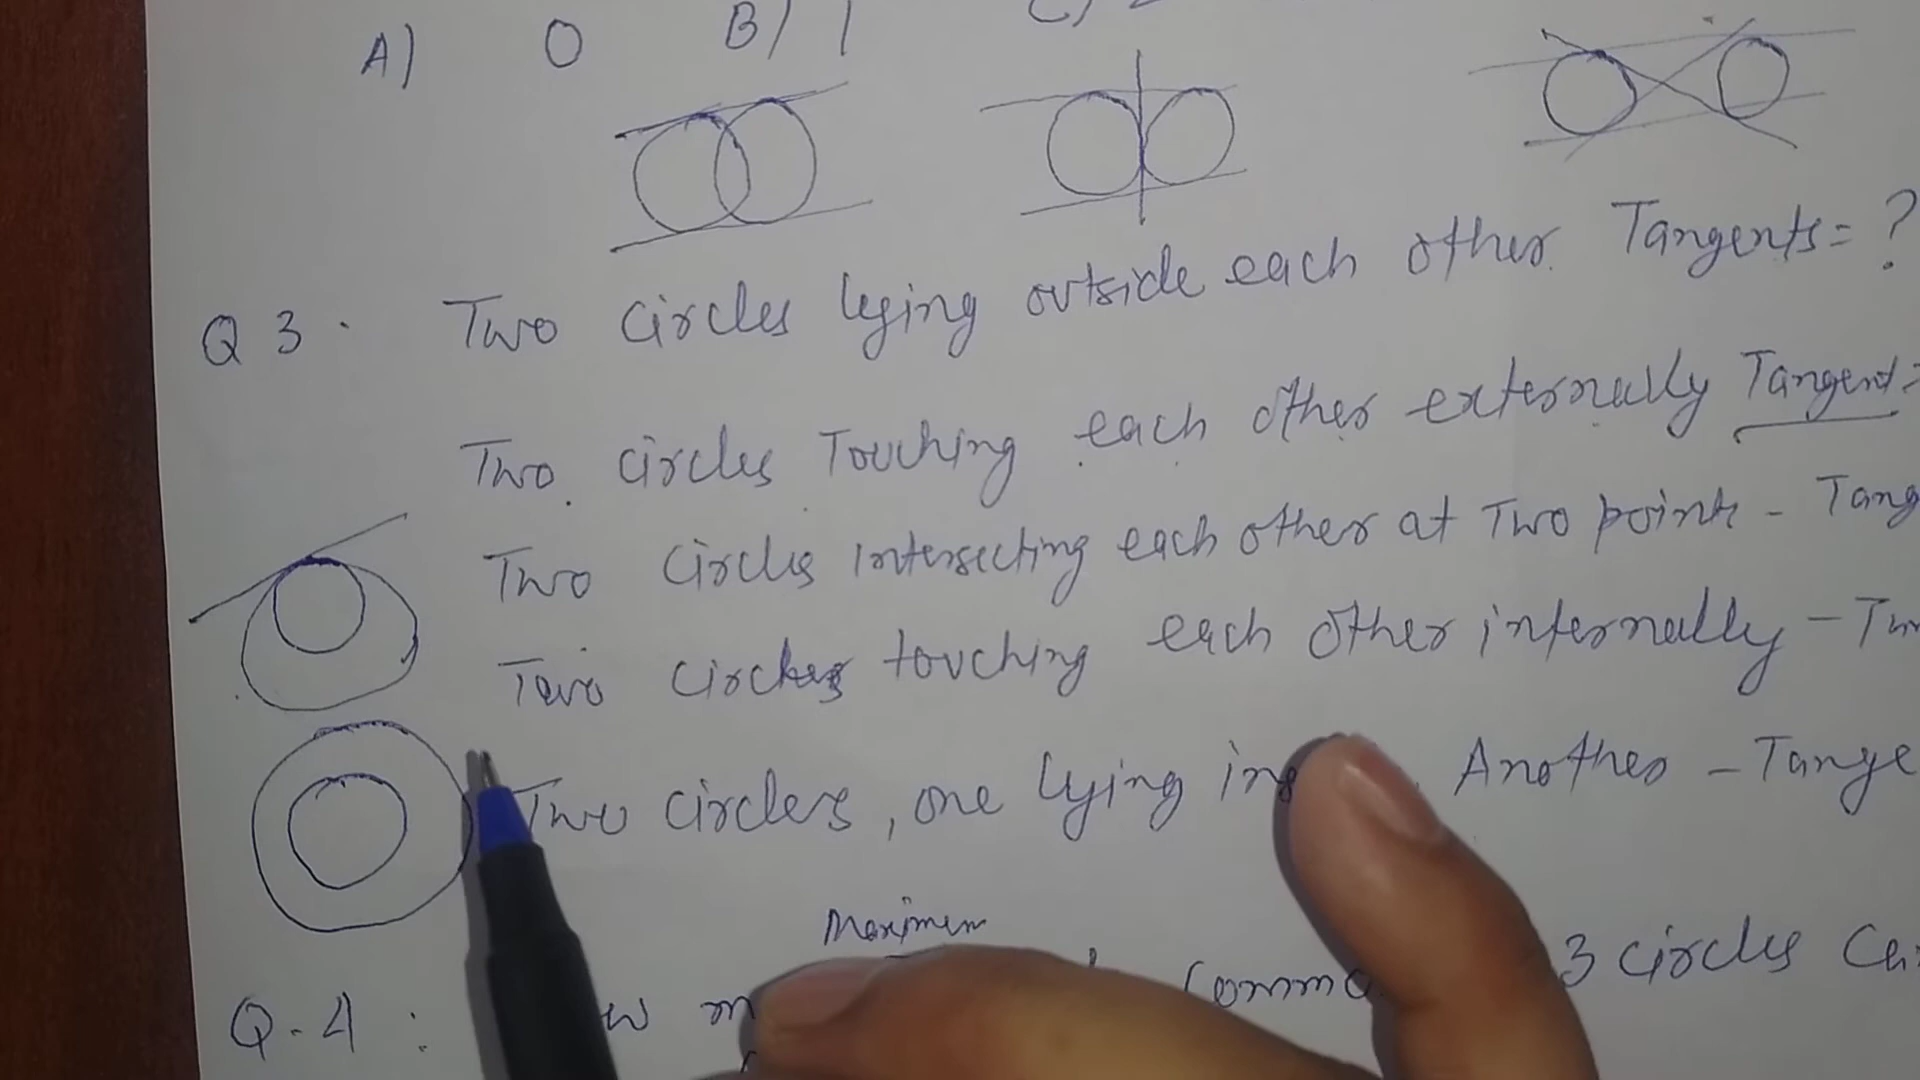 A) 0 B) 1 C)
Q 3. Two circles lying outside each other. Tangents = ?
Two circles Touching each other externally Tangent =
Two circles intersecting each other at Two points - Tang
Two circles touching each other internally -
Two circles, one lying Another - Tange
Maximum
Q-4 : 3 circles